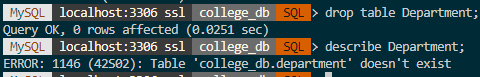 MySQL localhost:3306 ssl college_db SQL > drop table Department;
Query OK, 0 rows affected (0.0251 sec)
MySQL localhost:3306 ssl college_db SQL > describe Department;
ERROR: 1146 (42S02): Table 'college_db.department' doesn't exist